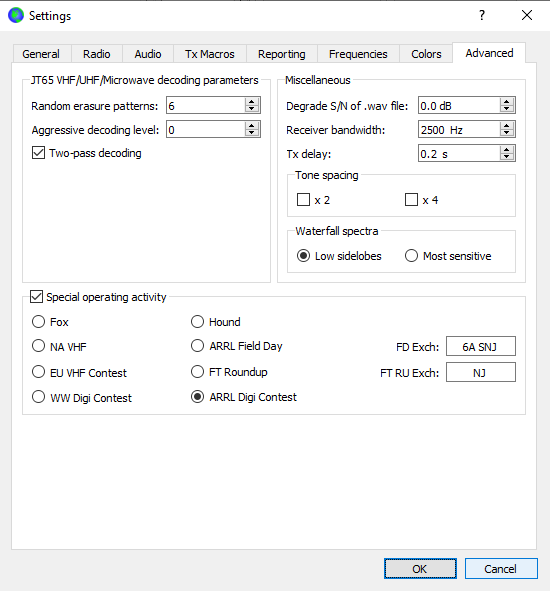 Settings
General Radio Audio Tx Macros Reporting Frequencies Colors Advanced
JT65 VHF/UHF/Microwave decoding parameters
Random erasure patterns: 6
Aggressive decoding level: 0
Two-pass decoding
Miscellaneous
Degrade S/N of .wav file: 0.0 dB
Receiver bandwidth: 2500 Hz
Tx delay: 0.2 s
Tone spacing
x 2 x 4
Waterfall spectra
Low sidelobes Most sensitive
Special operating activity
Fox Hound
NA VHF ARRL Field Day FD Exch: 6A SNJ
EU VHF Contest FT Roundup FT RU Exch: NJ
WW Digi Contest ARRL Digi Contest
OK Cancel